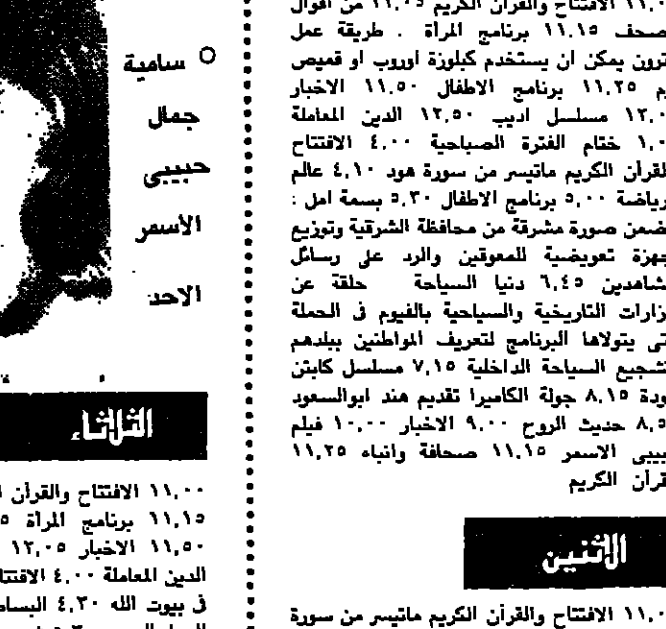 ١١,٠٠ الافتتاح والقرآن الكريم ١١,٠٥ من اقوال
صحف ١١,١٥ برنامج المرأة . طريقة عمل
ترون يمكن ان يستخدم كبلوزة اوروب او قميص
م ١١,٢٥ برنامج الاطفال ١١,٥٠ الاخبار
١٢,٠ مسلسل اديب ١٢,٥٠ الدين المعاملة
١,٠ ختام الفترة الصباحية ٤,٠٠ الافتتاح
لقرآن الكريم ماتيسر من سورة هود ٤,١٠ عالم
رياضة ٥,٠٠ برنامج الاطفال ٥,٣٠ بسمة امل :
ضمن صورة مشرقة من محافظة الشرقية وتوزيع
جهزة تعويضية للمعوقين والرد على رسائل
شاهدين ٦,٤٥ دنيا السياحة حلقة عن
زارات التاريخية والسياحية بالفيوم فى الحملة
تى يتولاها البرنامج لتعريف المواطنين ببلدهم
تشجيع السياحة الداخلية ٧,١٥ مسلسل كابتن
ودة ٨,١٥ جولة الكاميرا تقديم هند ابوالسعود
٨,٥ حديث الروح ٩,٠٠ الاخبار ١٠,٠٠ فيلم
بيبى الاسمر ١١,١٥ صحافة وانباء ١١,٢٥
قرآن الكريم
الاثنين
١١,٠ الافتتاح والقرآن الكريم ماتيسر من سورة
سامية
جمال
حبيبى
الأسمر
الاحد
الثلاثاء
١١,٠٠ الافتتاح والقرآن
١١,١٥ برنامج المرأة
١١,٥٠ الاخبار ١٢,٠٥
الدين المعاملة ٤,٠٠ الافتتا
فى بيوت الله ٤,٣٠ البسا